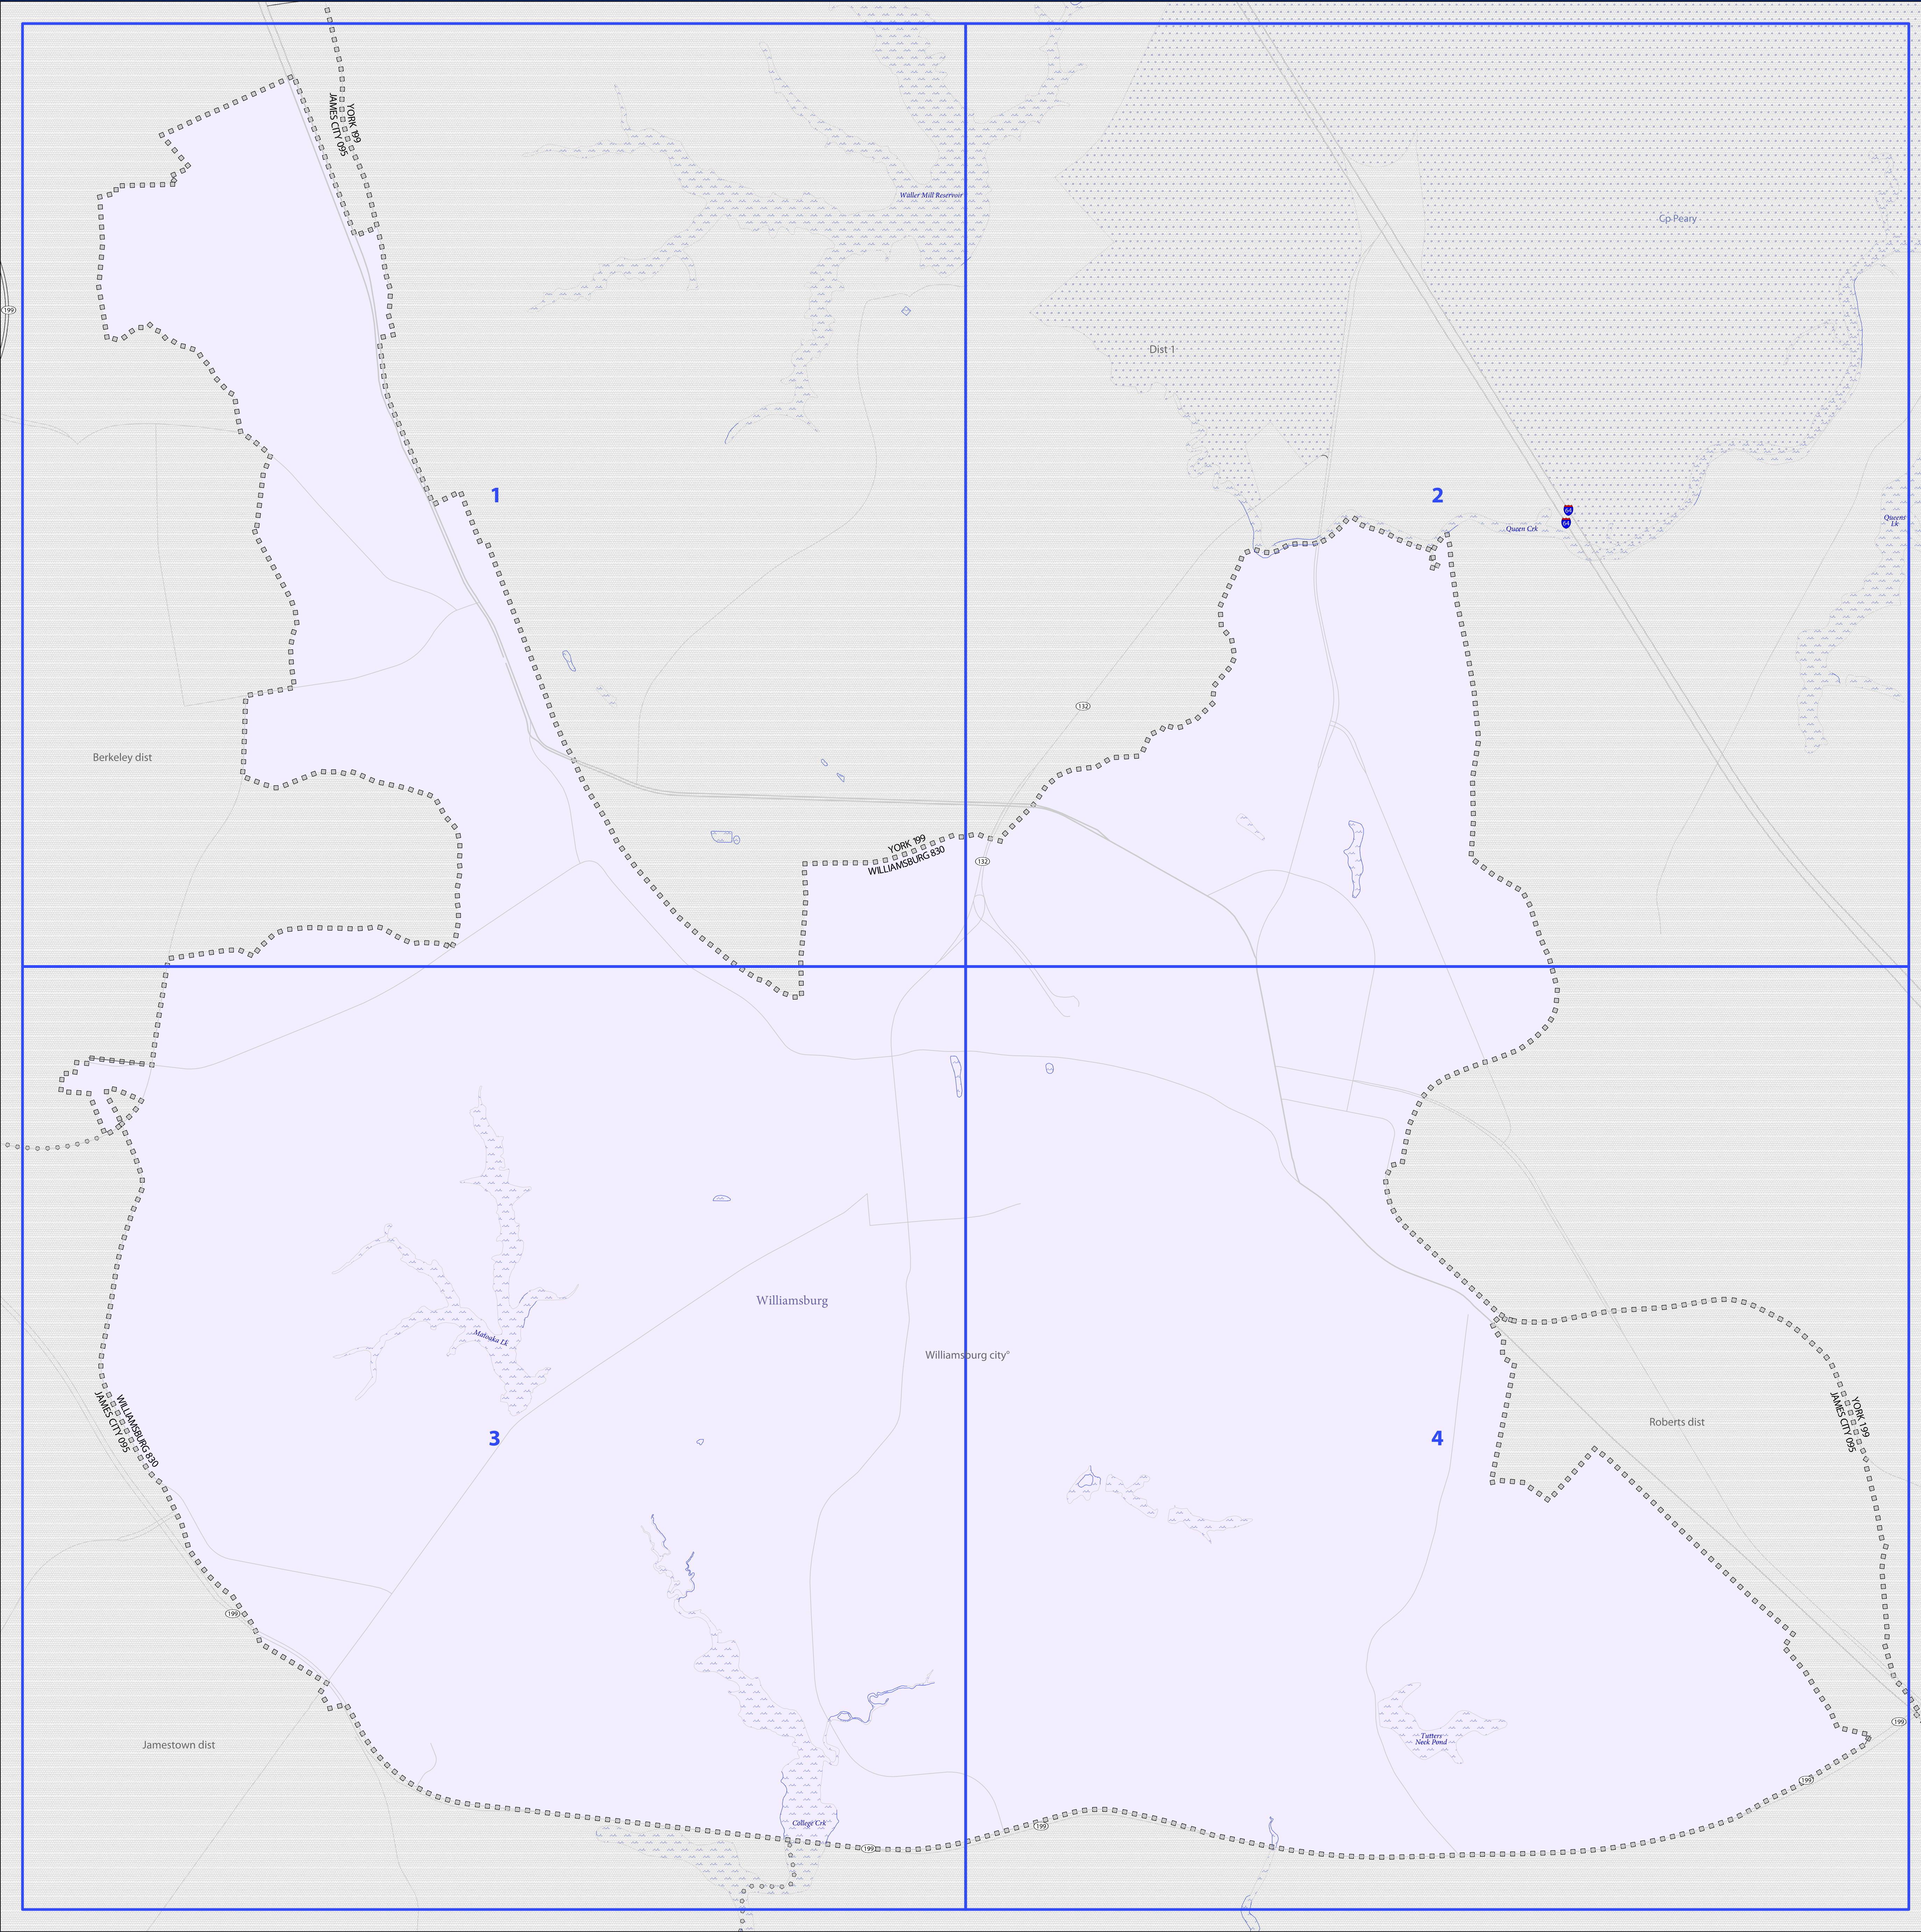 YORK 199
JAMES CITY 095
Waller Mill Reservoir
Cp Peary
199
Dist 1
1
2
64
64
Queen Crk
Queens
Lk
132
Berkeley dist
YORK 199
WILLIAMSBURG 830
132
Williamsburg
Matoaka Lk
Williamsburg city°
WILLIAMSBURG 830
JAMES CITY 095
YORK 199
JAMES CITY 095
Roberts dist
3
4
199
Jamestown dist
199
Tutters
Neck Pond
199
College Crk
199
199